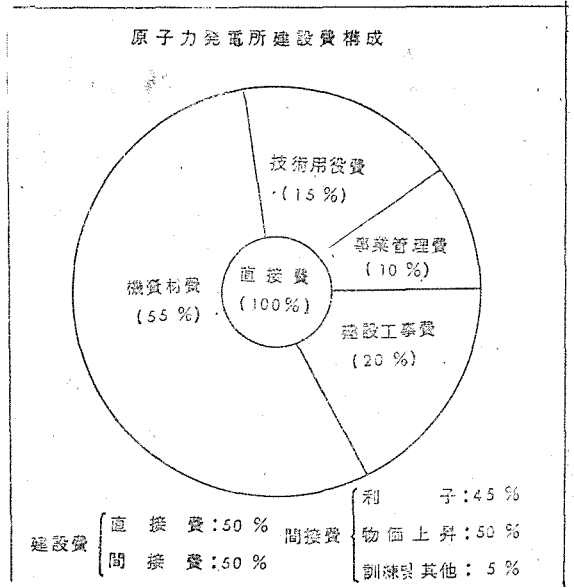 原子力発電所建設費構成
技術用役費
(15 %)
事業管理費
(10 %)
機資材費
(55 %)
直接費
(100%)
建設工事費
(20 %)
建設費 直接費:50 % 間接費:50 %
間接費 利子:45 % 物価上昇:50 % 訓練및 其他: 5 %